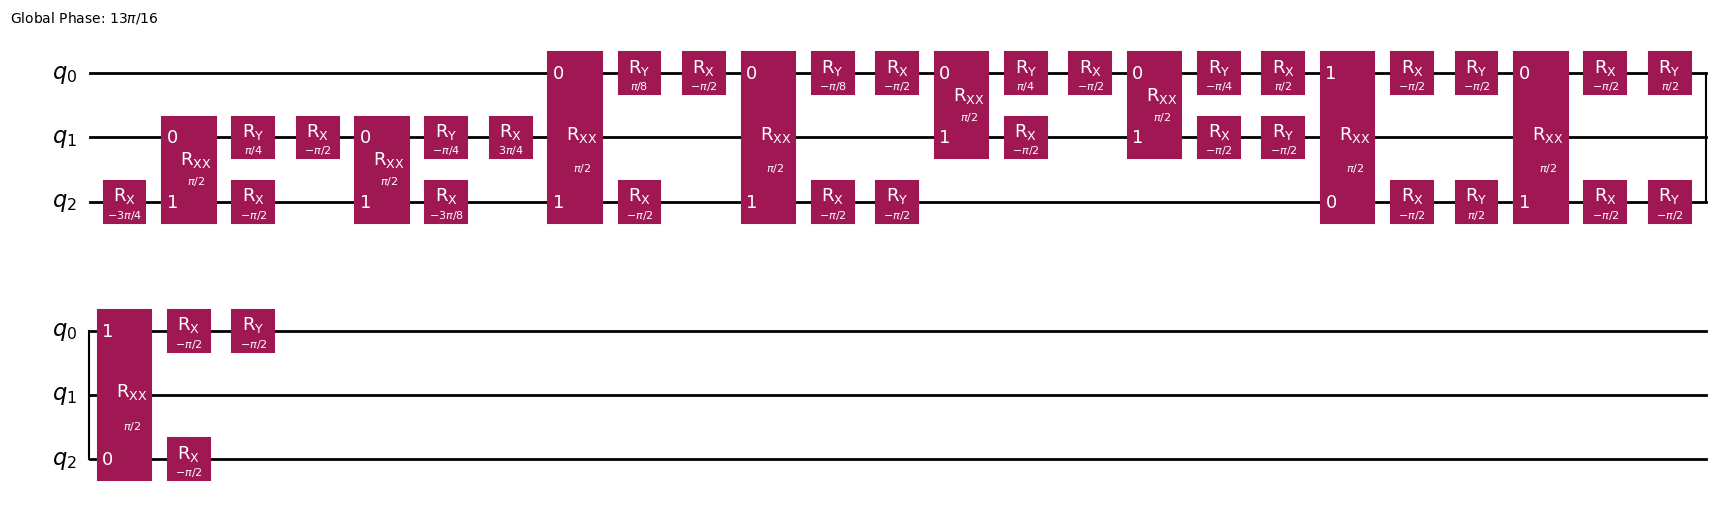 Global Phase: 13π/16
q0 0 RY π/8 RX −π/2 0 RY −π/8 RX −π/2 0 RY π/4 RX −π/2 0 RY −π/4 RX π/2 1 RX −π/2 RY −π/2 0 RX −π/2 RY π/2
RXX π/2 RXX π/2
q1 0 RY π/4 RX −π/2 0 RY −π/4 RX 3π/4 RXX π/2 RXX π/2 1 RX −π/2 1 RX −π/2 RY −π/2 RXX π/2 RXX π/2
RXX π/2 RXX π/2
q2 RX −3π/4 1 RX −π/2 1 RX −3π/8 1 RX −π/2 1 RX −π/2 RY −π/2 0 RX −π/2 RY π/2 1 RX −π/2 RY −π/2
q0 1 RX −π/2 RY −π/2
q1 RXX π/2
q2 0 RX −π/2